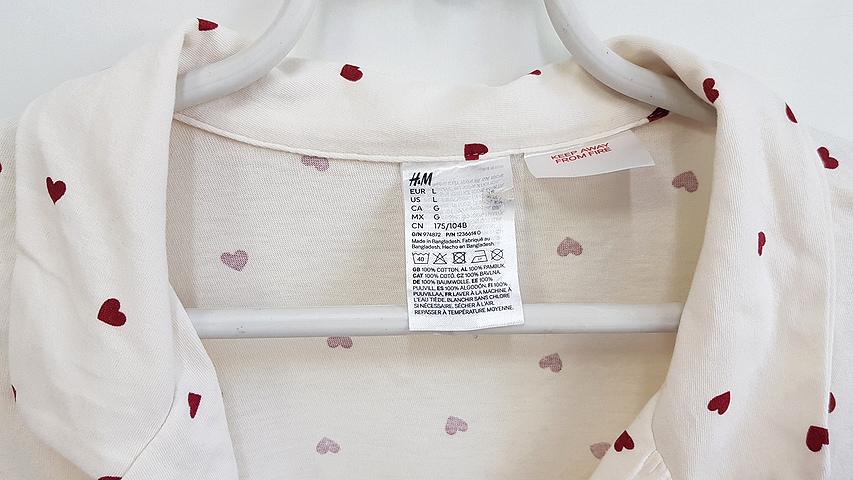 H&M
EUR L
US L
CA G
MX G
CN 175/104B
O/N 974872 P/N 1236614 0
Made in Bangladesh. Fabriqué au
Bangladesh. Hecho en Bangladesh.
40
GB 100% COTTON, AL 100% PAMBUK,
CAT 100% COTÓ, CZ 100% BAVLNA,
DE 100% BAUMWOLLE, EE 100%
PUUVILL, ES 100% ALGODÓN, FI 100%
PUUVILLAA, FR LAVER À LA MACHINE À
L'EAU TIÈDE. BLANCHIR SANS CHLORE
SI NÉCESSAIRE. SÉCHER À L'AIR.
REPASSER À TEMPÉRATURE MOYENNE.
KEEP AWAY
FROM FIRE